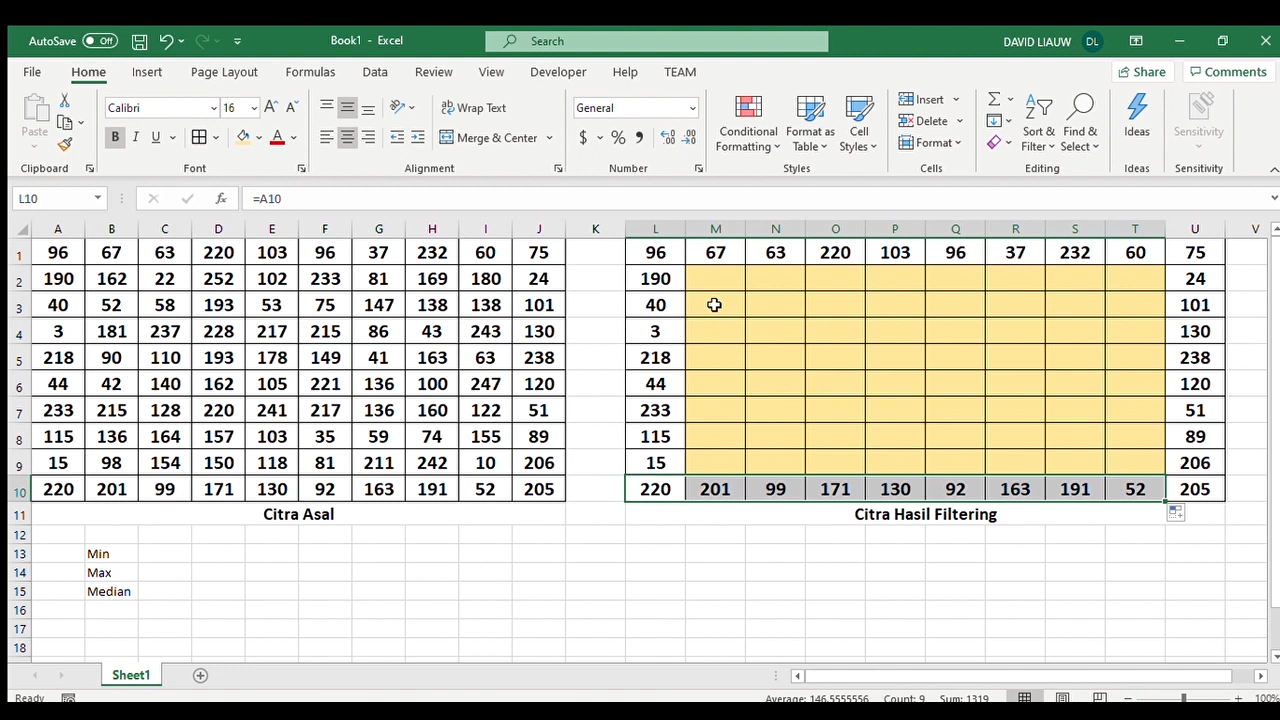 AutoSave Off Book1 - Excel Search DAVID LIAUW DL
File Home Insert Page Layout Formulas Data Review View Developer Help TEAM Share Comments
Calibri 16 Wrap Text General Insert
Paste B I U Merge & Center $ % Conditional Formatting Format as Table Cell Styles Delete Format Sort & Filter Find & Select Ideas Sensitivity
Clipboard Font Alignment Number Styles Cells Editing Ideas Sensitivity
L10 fx =A10
A B C D E F G H I J K L M N O P Q R S T U V
1 96 67 63 220 103 96 37 232 60 75 96 67 63 220 103 96 37 232 60 75
2 190 162 22 252 102 233 81 169 180 24 190 24
3 40 52 58 193 53 75 147 138 138 101 40 101
4 3 181 237 228 217 215 86 43 243 130 3 130
5 218 90 110 193 178 149 41 163 63 238 218 238
6 44 42 140 162 105 221 136 100 247 120 44 120
7 233 215 128 220 241 217 136 160 122 51 233 51
8 115 136 164 157 103 35 59 74 155 89 115 89
9 15 98 154 150 118 81 211 242 10 206 15 206
10 220 201 99 171 130 92 163 191 52 205 220 201 99 171 130 92 163 191 52 205
11 Citra Asal Citra Hasil Filtering
12
13 Min
14 Max
15 Median
16
17
18
Sheet1
Ready Average: 146.5555556 Count: 9 Sum: 1319 100%